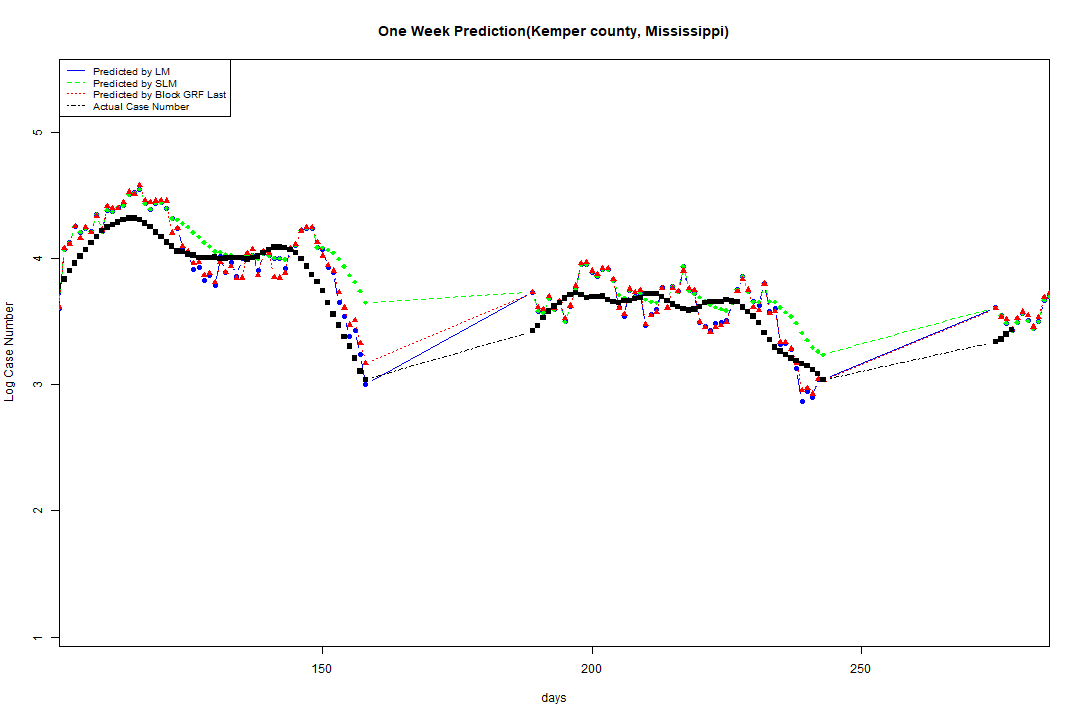 One Week Prediction(Kemper county, Mississippi)
Predicted by LM
Predicted by SLM
Predicted by Block GRF Last
Actual Case Number
5
4
3
2
1
Log Case Number
150 200 250
days